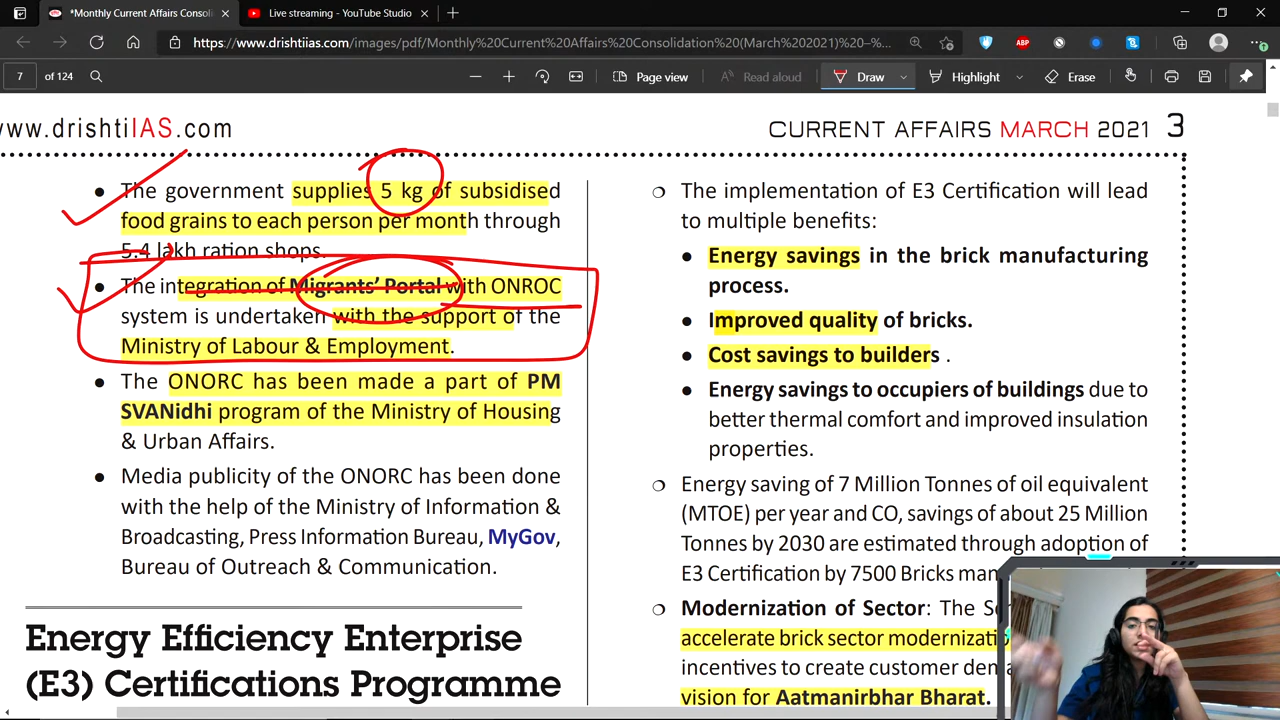 *Monthly Current Affairs Consoli
Live streaming - YouTube Studio
https://www.drishtiias.com/images/pdf/Monthly%20Current%20Affairs%20Consolidation%20(March%202021)%20–%...
ABP
7 of 124
Page view
Read aloud
Draw
Highlight
Erase
ww.drishtiIAS.com
CURRENT AFFAIRS MARCH 2021 3
● The government supplies 5 kg of subsidised
food grains to each person per month through
5.4 lakh ration shops.
● The integration of Migrants’ Portal with ONROC
system is undertaken with the support of the
Ministry of Labour & Employment.
● The ONORC has been made a part of PM
SVANidhi program of the Ministry of Housing
& Urban Affairs.
● Media publicity of the ONORC has been done
with the help of the Ministry of Information &
Broadcasting, Press Information Bureau, MyGov,
Bureau of Outreach & Communication.
Energy Efficiency Enterprise
(E3) Certifications Programme
❍ The implementation of E3 Certification will lead
to multiple benefits:
● Energy savings in the brick manufacturing
process.
● Improved quality of bricks.
● Cost savings to builders .
● Energy savings to occupiers of buildings due to
better thermal comfort and improved insulation
properties.
❍ Energy saving of 7 Million Tonnes of oil equivalent
(MTOE) per year and CO, savings of about 25 Million
Tonnes by 2030 are estimated through adoption of
E3 Certification by 7500 Bricks
❍ Modernization of Sector: The
accelerate brick sector
incentives to create customer
vision for Aatmanirbhar Bharat.